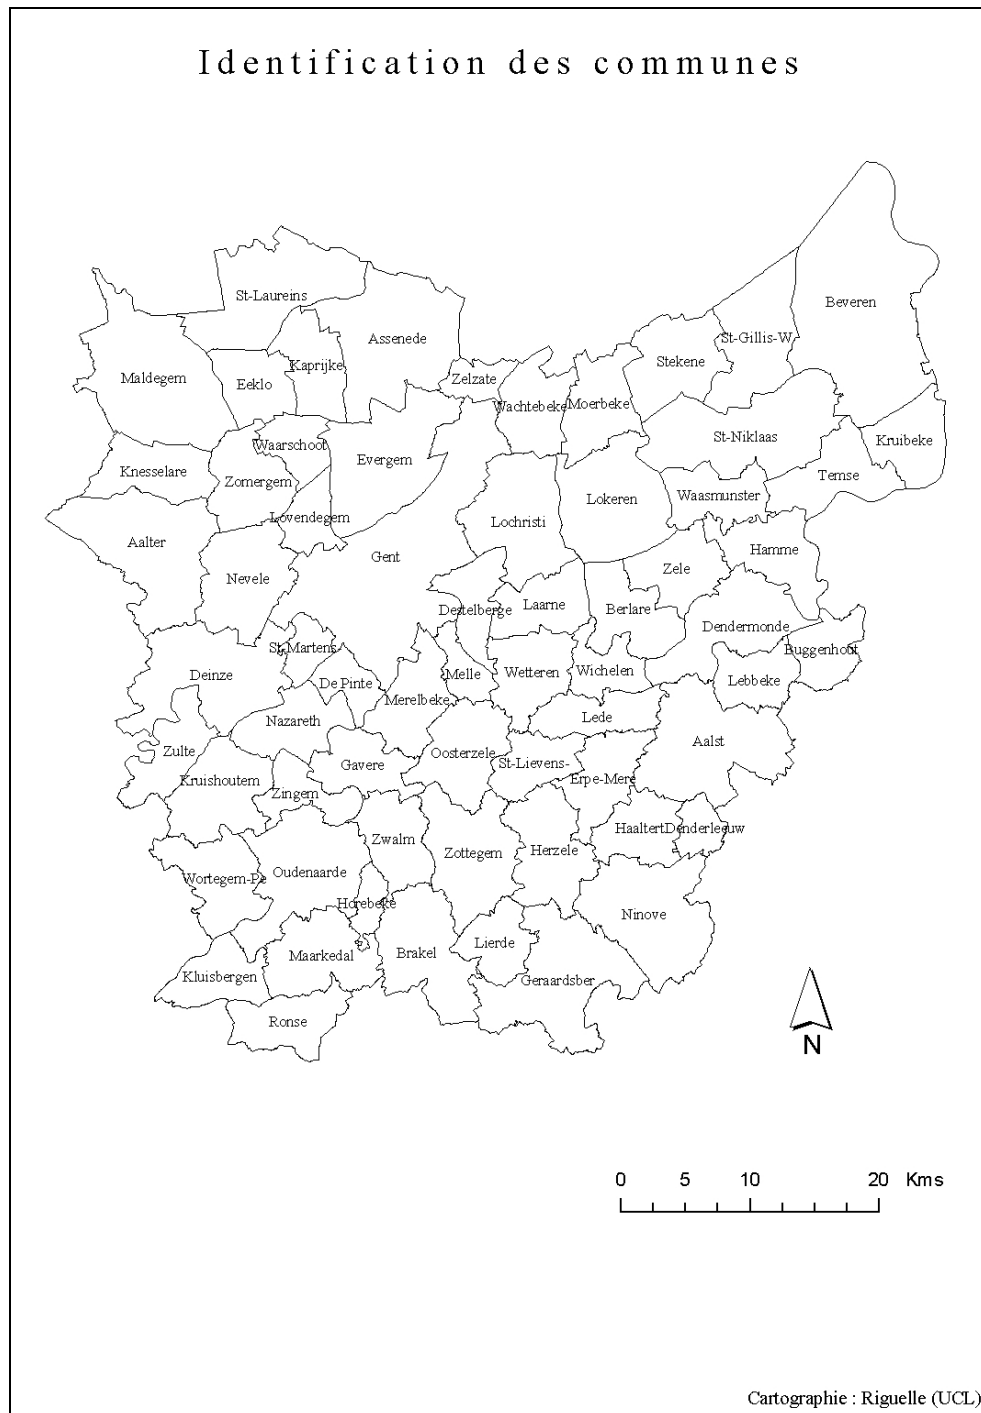 Identification des communes
Beveren
St-Laureins
St-Gillis-W
Assenede
Stekene
Kaprijke
Maldegem
Eeklo
Zelzate
Wachtebeke
Moerbeke
St-Niklaas
Kruibeke
Waarschoot
Evergem
Knesselare
Temse
Zomergem
Waasmunster
Lokeren
Lovendegem
Lochristi
Aalter
Hamme
Gent
Zele
Nevele
Laarne
Destelberge
Berlare
Dendermonde
St-Martens
Buggenhout
Deinze
Melle
Wetteren
Wichelen
Lebbeke
De Pinte
Merelbeke
Nazareth
Lede
Aalst
Zulte
Oosterzele
St-Lievens-
Gavere
Kruishoutem
Erpe-Mere
Zingem
Haaltert
Denderleeuw
Zwalm
Zottegem
Herzele
Oudenaarde
Wortegem-Pe
Horebeke
Ninove
Lierde
Brakel
Maarkedal
Kluisbergen
Geraardsber
Ronse
N
0 5 10 20 Kms
Cartographie : Riguelle (UCL)